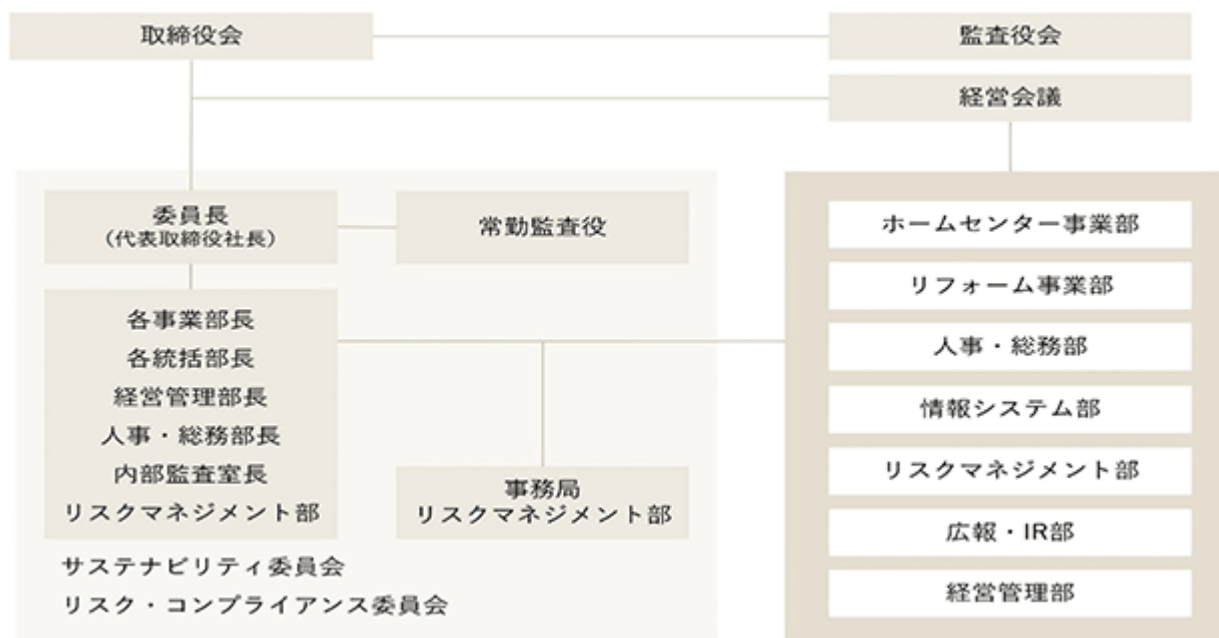 取締役会
監査役会
経営会議
委員長
（代表取締役社長）
常勤監査役
各事業部長
各統括部長
経営管理部長
人事・総務部長
内部監査室長
リスクマネジメント部
事務局
リスクマネジメント部
サステナビリティ委員会
リスク・コンプライアンス委員会
ホームセンター事業部
リフォーム事業部
人事・総務部
情報システム部
リスクマネジメント部
広報・IR部
経営管理部